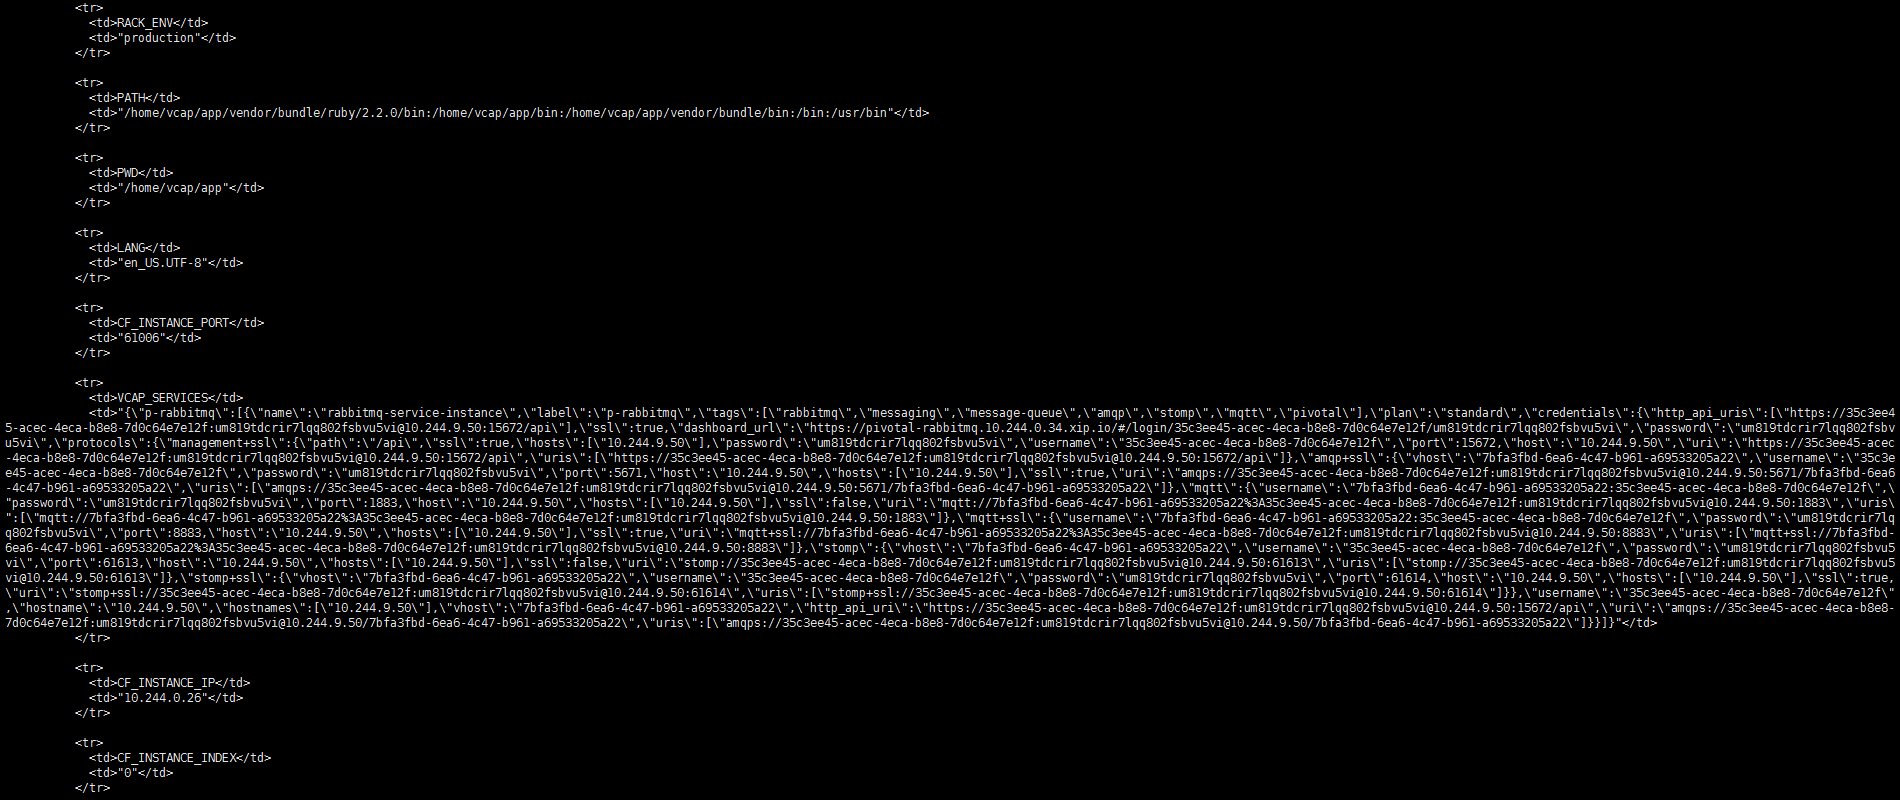 <tr>
<td>RACK_ENV</td>
<td>"production"</td>
</tr>
<tr>
<td>PATH</td>
<td>"/home/vcap/app/vendor/bundle/ruby/2.2.0/bin:/home/vcap/app/bin:/home/vcap/app/vendor/bundle/bin:/bin:/usr/bin"</td>
</tr>
<tr>
<td>PWD</td>
<td>"/home/vcap/app"</td>
</tr>
<tr>
<td>LANG</td>
<td>"en_US.UTF-8"</td>
</tr>
<tr>
<td>CF_INSTANCE_PORT</td>
<td>"61006"</td>
</tr>
<tr>
<td>VCAP_SERVICES</td>
<td>"{\"p-rabbitmq\":[{\"name\":\"rabbitmq-service-instance\",\"label\":\"p-rabbitmq\",\"tags\":[\"rabbitmq\",\"messaging\",\"message-queue\",\"amqp\",\"stomp\",\"mqtt\",\"pivotal\"],\"plan\":\"standard\",\"credentials\":{\"http_api_uris\":[\"https://35c3ee4
5-acec-4eca-b8e8-7d0c64e7e12f:um819tdcrir7lqq802fsbvu5vi@10.244.9.50:15672/api\"],\"ssl\":true,\"dashboard_url\":\"https://pivotal-rabbitmq.10.244.0.34.xip.io/#/login/35c3ee45-acec-4eca-b8e8-7d0c64e7e12f/um819tdcrir7lqq802fsbvu5vi\",\"password\":\"um819tdcrir7lqq802fsbv
u5vi\",\"protocols\":{\"management+ssl\":{\"path\":\"/api\",\"ssl\":true,\"hosts\":[\"10.244.9.50\"],\"password\":\"um819tdcrir7lqq802fsbvu5vi\",\"username\":\"35c3ee45-acec-4eca-b8e8-7d0c64e7e12f\",\"port\":15672,\"host\":\"10.244.9.50\",\"uri\":\"https://35c3ee45-acec
-4eca-b8e8-7d0c64e7e12f:um819tdcrir7lqq802fsbvu5vi@10.244.9.50:15672/api\",\"uris\":[\"https://35c3ee45-acec-4eca-b8e8-7d0c64e7e12f:um819tdcrir7lqq802fsbvu5vi@10.244.9.50:15672/api\"]},\"amqp+ssl\":{\"vhost\":\"7bfa3fbd-6ea6-4c47-b961-a69533205a22\",\"username\":\"35c3e
e45-acec-4eca-b8e8-7d0c64e7e12f\",\"password\":\"um819tdcrir7lqq802fsbvu5vi\",\"port\":5671,\"host\":\"10.244.9.50\",\"hosts\":[\"10.244.9.50\"],\"ssl\":true,\"uri\":\"amqps://35c3ee45-acec-4eca-b8e8-7d0c64e7e12f:um819tdcrir7lqq802fsbvu5vi@10.244.9.50:5671/7bfa3fbd-6ea6
-4c47-b961-a69533205a22\",\"uris\":[\"amqps://35c3ee45-acec-4eca-b8e8-7d0c64e7e12f:um819tdcrir7lqq802fsbvu5vi@10.244.9.50:5671/7bfa3fbd-6ea6-4c47-b961-a69533205a22\"]},\"mqtt\":{\"username\":\"7bfa3fbd-6ea6-4c47-b961-a69533205a22:35c3ee45-acec-4eca-b8e8-7d0c64e7e12f\",\
"password\":\"um819tdcrir7lqq802fsbvu5vi\",\"port\":1883,\"host\":\"10.244.9.50\",\"hosts\":[\"10.244.9.50\"],\"ssl\":false,\"uri\":\"mqtt://7bfa3fbd-6ea6-4c47-b961-a69533205a22%3A35c3ee45-acec-4eca-b8e8-7d0c64e7e12f:um819tdcrir7lqq802fsbvu5vi@10.244.9.50:1883\",\"uris\
":[\"mqtt://7bfa3fbd-6ea6-4c47-b961-a69533205a22%3A35c3ee45-acec-4eca-b8e8-7d0c64e7e12f:um819tdcrir7lqq802fsbvu5vi@10.244.9.50:1883\"]},\"mqtt+ssl\":{\"username\":\"7bfa3fbd-6ea6-4c47-b961-a69533205a22:35c3ee45-acec-4eca-b8e8-7d0c64e7e12f\",\"password\":\"um819tdcrir7lq
q802fsbvu5vi\",\"port\":8883,\"host\":\"10.244.9.50\",\"hosts\":[\"10.244.9.50\"],\"ssl\":true,\"uri\":\"mqtt+ssl://7bfa3fbd-6ea6-4c47-b961-a69533205a22%3A35c3ee45-acec-4eca-b8e8-7d0c64e7e12f:um819tdcrir7lqq802fsbvu5vi@10.244.9.50:8883\",\"uris\":[\"mqtt+ssl://7bfa3fbd-
6ea6-4c47-b961-a69533205a22%3A35c3ee45-acec-4eca-b8e8-7d0c64e7e12f:um819tdcrir7lqq802fsbvu5vi@10.244.9.50:8883\"]},\"stomp\":{\"vhost\":\"7bfa3fbd-6ea6-4c47-b961-a69533205a22\",\"username\":\"35c3ee45-acec-4eca-b8e8-7d0c64e7e12f\",\"password\":\"um819tdcrir7lqq802fsbvu5
vi\",\"port\":61613,\"host\":\"10.244.9.50\",\"hosts\":[\"10.244.9.50\"],\"ssl\":false,\"uri\":\"stomp://35c3ee45-acec-4eca-b8e8-7d0c64e7e12f:um819tdcrir7lqq802fsbvu5vi@10.244.9.50:61613\",\"uris\":[\"stomp://35c3ee45-acec-4eca-b8e8-7d0c64e7e12f:um819tdcrir7lqq802fsbvu5
vi@10.244.9.50:61613\"]},\"stomp+ssl\":{\"vhost\":\"7bfa3fbd-6ea6-4c47-b961-a69533205a22\",\"username\":\"35c3ee45-acec-4eca-b8e8-7d0c64e7e12f\",\"password\":\"um819tdcrir7lqq802fsbvu5vi\",\"port\":61614,\"host\":\"10.244.9.50\",\"hosts\":[\"10.244.9.50\"],\"ssl\":true,
\"uri\":\"stomp+ssl://35c3ee45-acec-4eca-b8e8-7d0c64e7e12f:um819tdcrir7lqq802fsbvu5vi@10.244.9.50:61614\",\"uris\":[\"stomp+ssl://35c3ee45-acec-4eca-b8e8-7d0c64e7e12f:um819tdcrir7lqq802fsbvu5vi@10.244.9.50:61614\"]}},\"username\":\"35c3ee45-acec-4eca-b8e8-7d0c64e7e12f\"
,\"hostname\":\"10.244.9.50\",\"hostnames\":[\"10.244.9.50\"],\"vhost\":\"7bfa3fbd-6ea6-4c47-b961-a69533205a22\",\"http_api_uri\":\"https://35c3ee45-acec-4eca-b8e8-7d0c64e7e12f:um819tdcrir7lqq802fsbvu5vi@10.244.9.50:15672/api\",\"uri\":\"amqps://35c3ee45-acec-4eca-b8e8-
7d0c64e7e12f:um819tdcrir7lqq802fsbvu5vi@10.244.9.50/7bfa3fbd-6ea6-4c47-b961-a69533205a22\",\"uris\":[\"amqps://35c3ee45-acec-4eca-b8e8-7d0c64e7e12f:um819tdcrir7lqq802fsbvu5vi@10.244.9.50/7bfa3fbd-6ea6-4c47-b961-a69533205a22\"]}}]}"</td>
</tr>
<tr>
<td>CF_INSTANCE_IP</td>
<td>"10.244.0.26"</td>
</tr>
<tr>
<td>CF_INSTANCE_INDEX</td>
<td>"0"</td>
</tr>